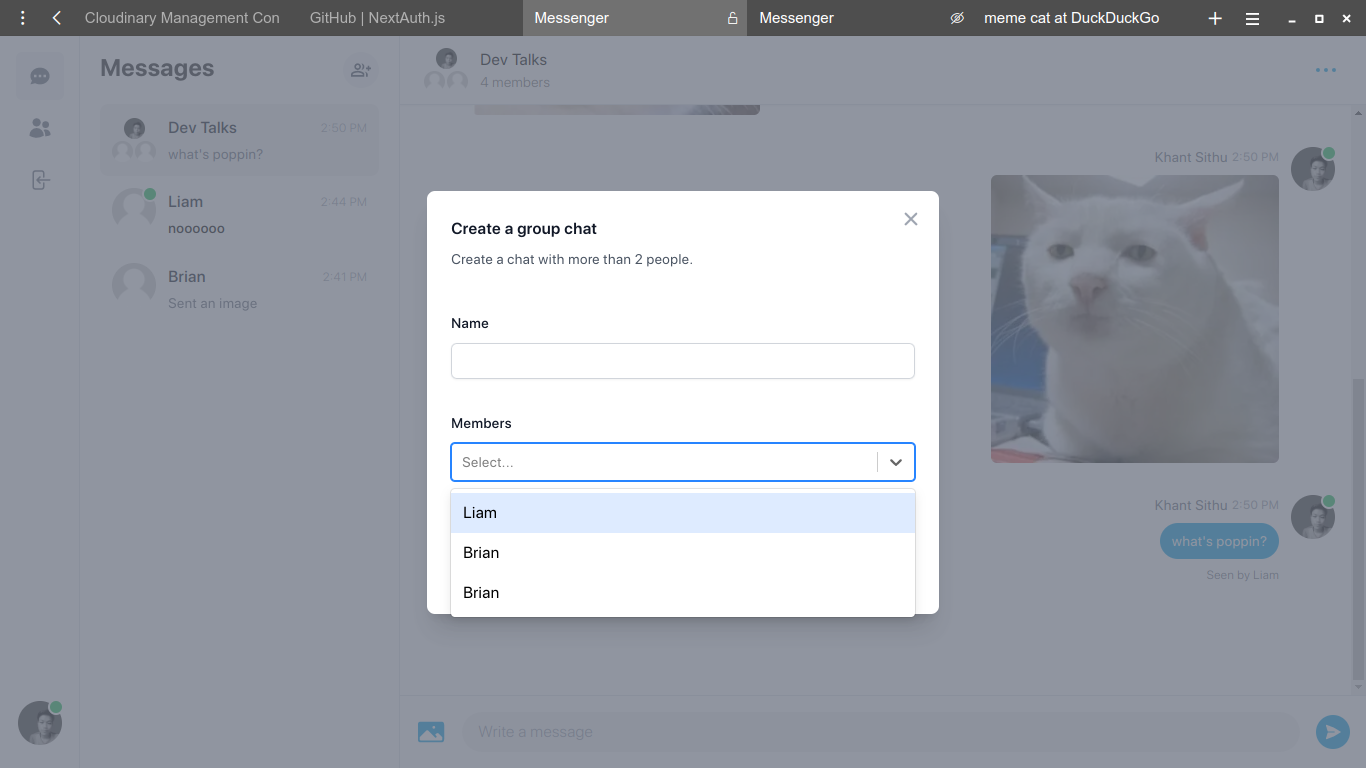 Cloudinary Management Con
GitHub | NextAuth.js
Messenger
Messenger
meme cat at DuckDuckGo
Messages
Dev Talks
2:50 PM
what's poppin?
Liam
2:44 PM
noooooo
Brian
2:41 PM
Sent an image
Dev Talks
4 members
Khant Sithu 2:50 PM
Khant Sithu 2:50 PM
what's poppin?
Seen by Liam
Write a message
Create a group chat
Create a chat with more than 2 people.
Name
Members
Select...
Liam
Brian
Brian